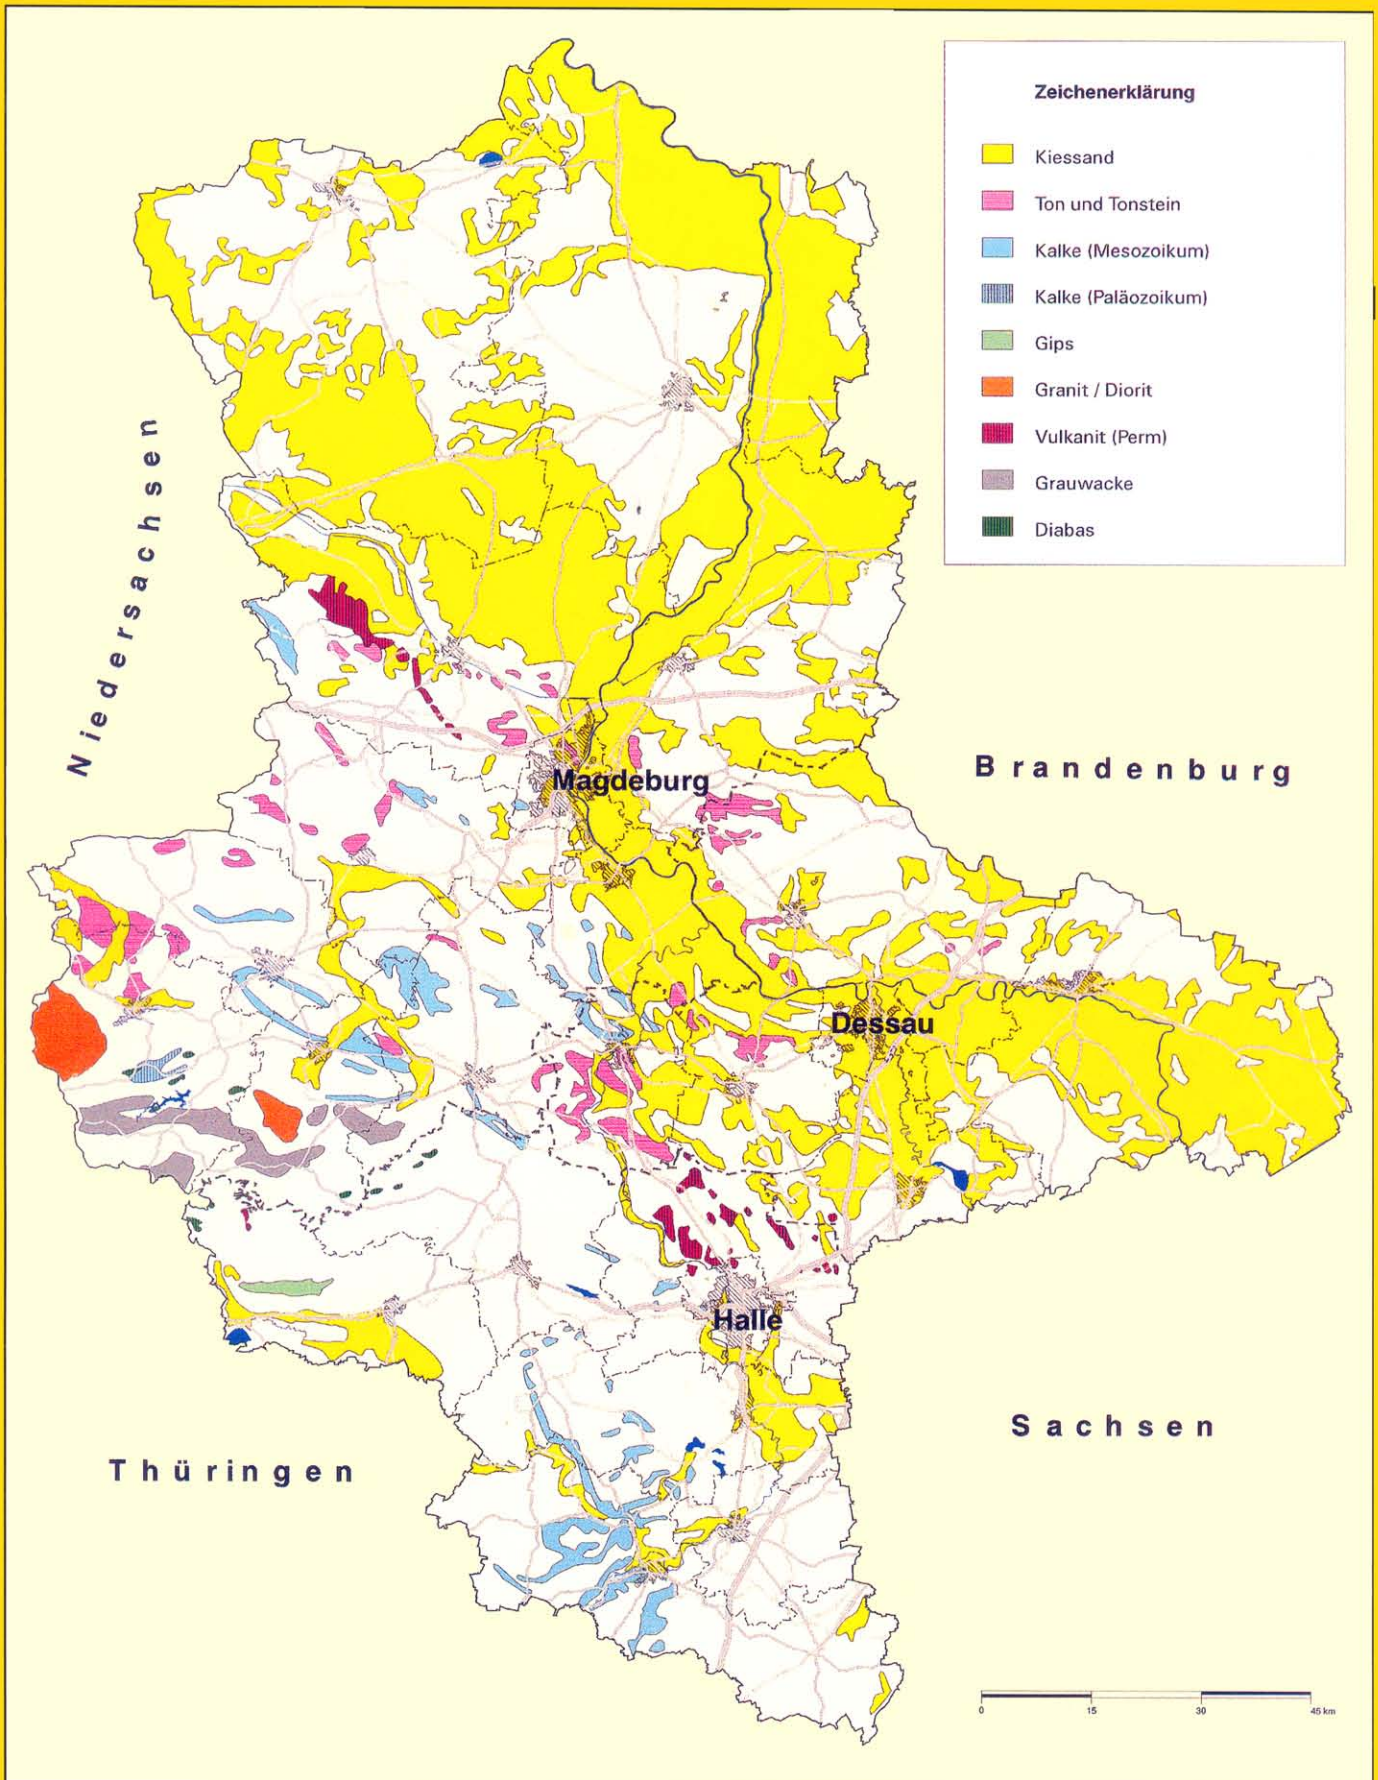 Zeichenerklärung
Kiessand
Ton und Tonstein
Kalke (Mesozoikum)
Kalke (Paläozoikum)
Gips
Granit / Diorit
Vulkanit (Perm)
Grauwacke
Diabas
Niedersachsen
Magdeburg
Brandenburg
Dessau
Halle
Sachsen
Thüringen
0 15 30 45 km